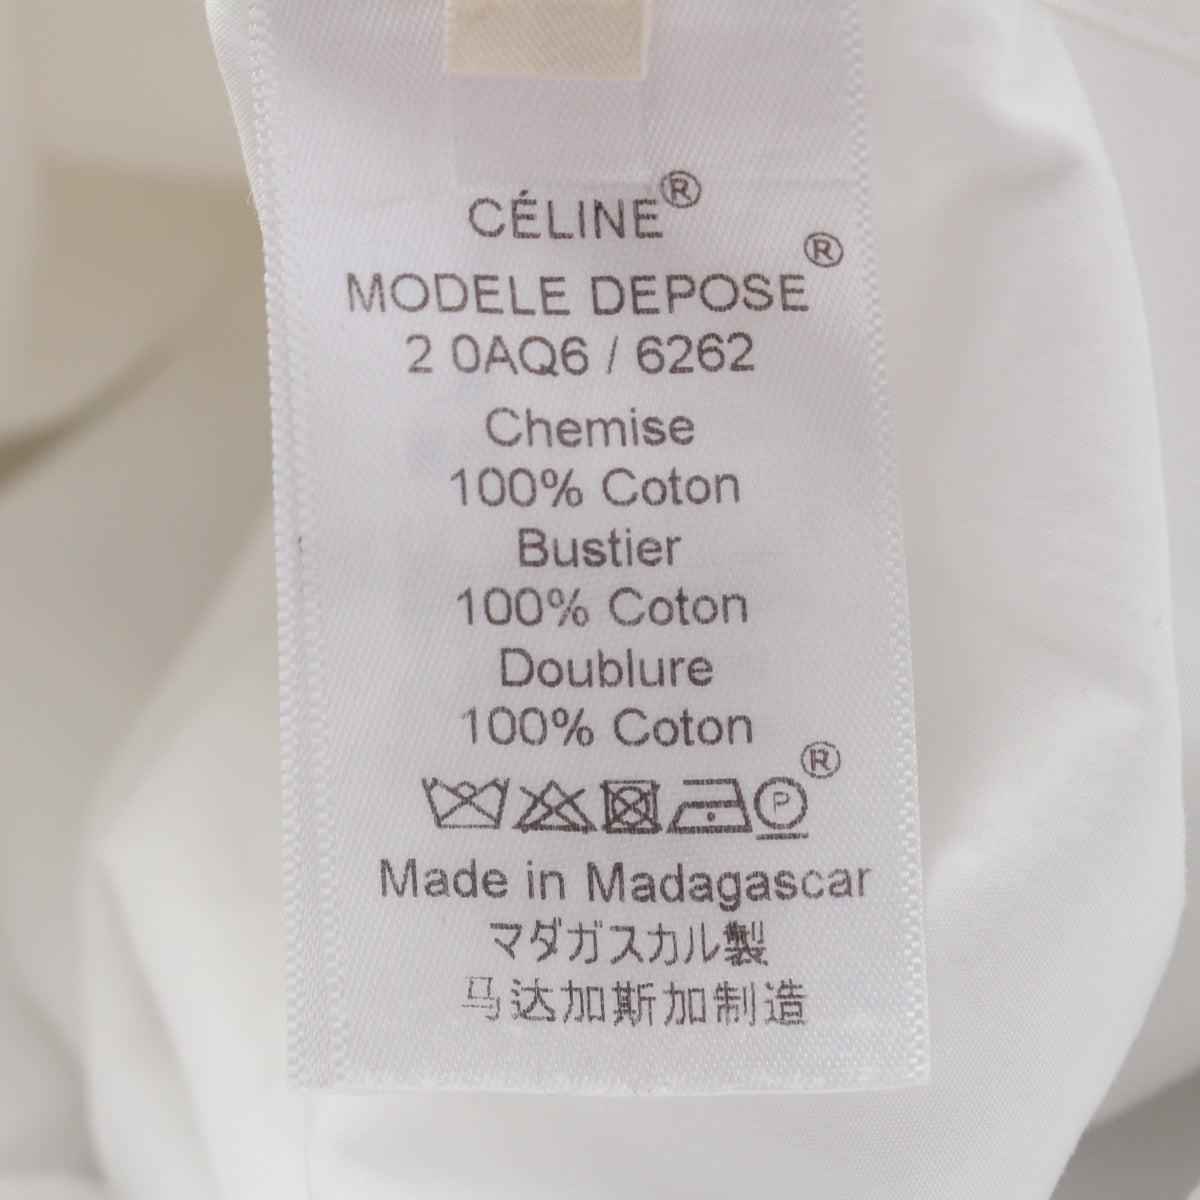 CÉLINE®
MODELE DEPOSE®
2 0AQ6 / 6262
Chemise
100% Coton
Bustier
100% Coton
Doublure
100% Coton
P ®
Made in Madagascar
マダガスカル製
马达加斯加制造